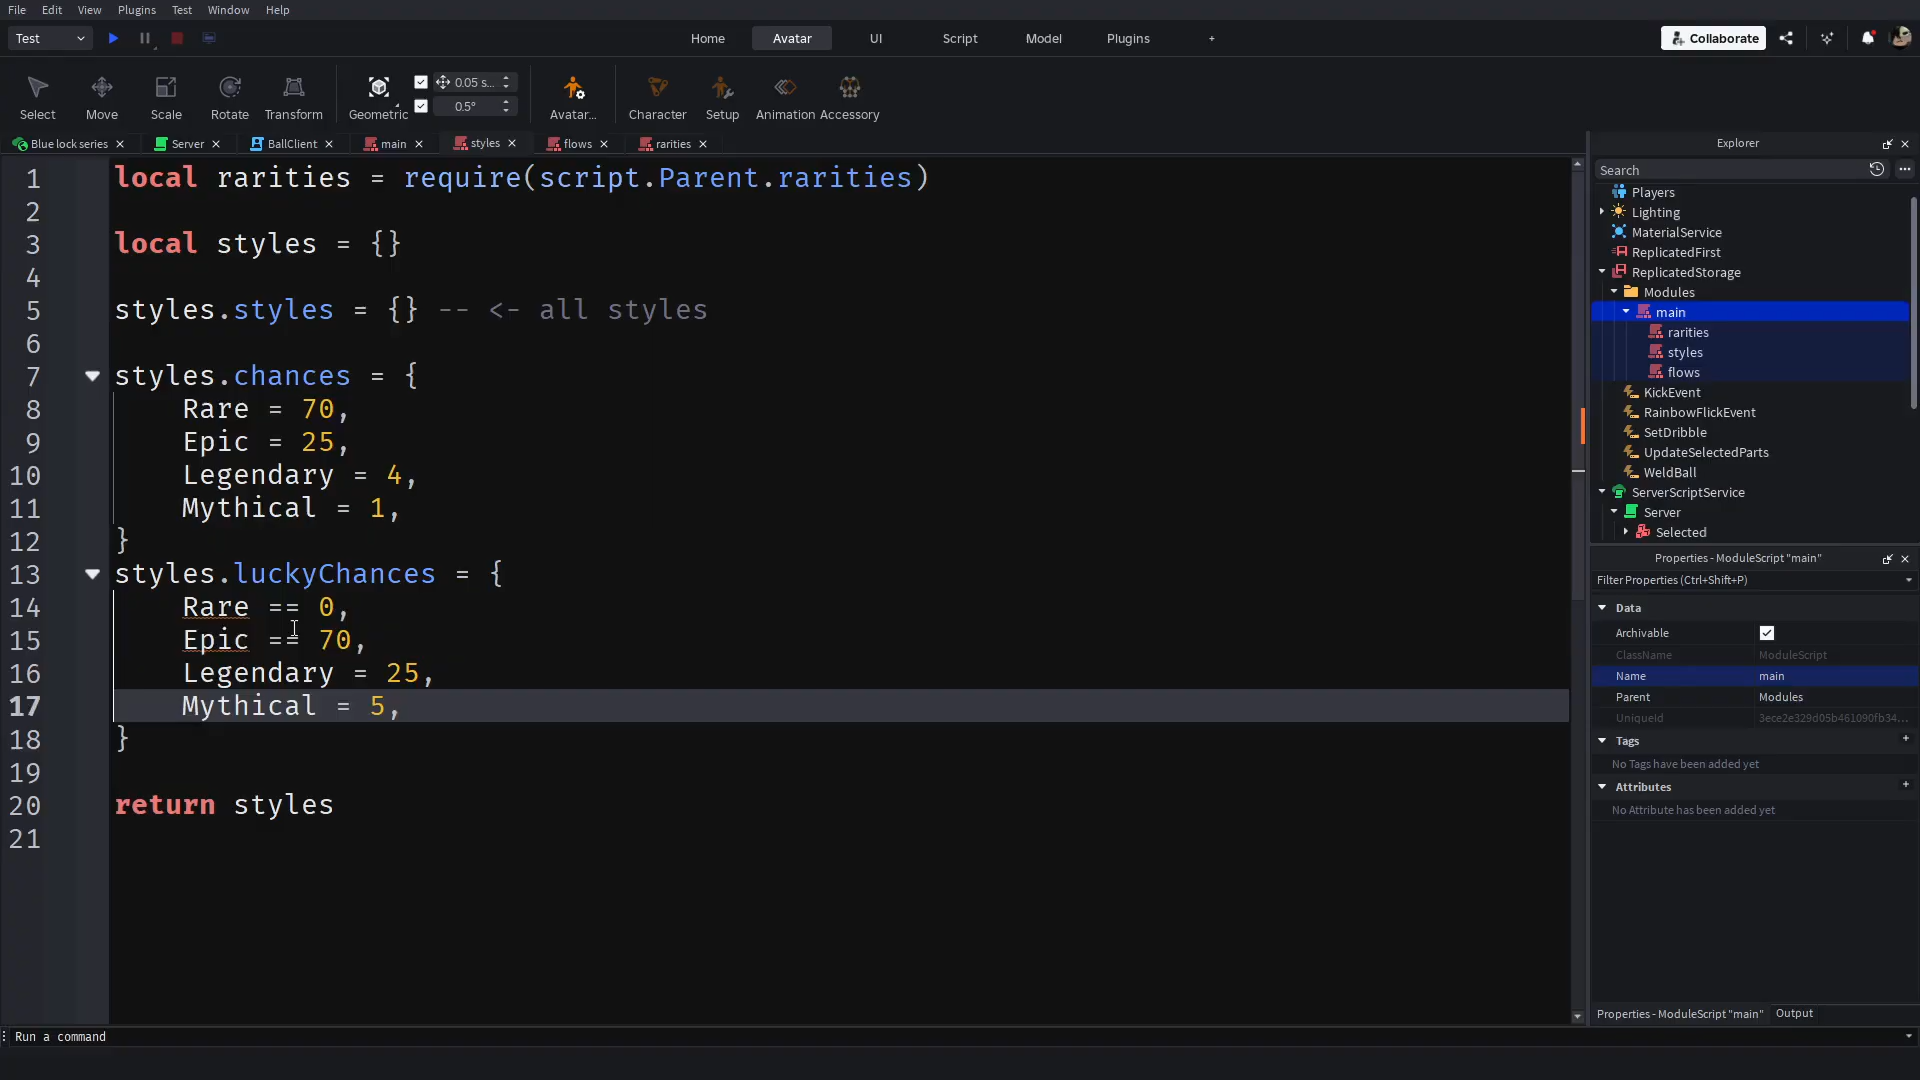 File Edit View Plugins Test Window Help
Test Home Avatar UI Script Model Plugins + Collaborate
0.05 s...
0.5°
Select Move Scale Rotate Transform Geometric Avatar... Character Setup Animation Accessory
Blue lock series Server BallClient main styles flows rarities
1 local rarities = require(script.Parent.rarities)
2
3 local styles = {}
4
5 styles.styles = {} -- <- all styles
6
7 styles.chances = {
8 Rare = 70,
9 Epic = 25,
10 Legendary = 4,
11 Mythical = 1,
12 }
13 styles.luckyChances = {
14 Rare == 0,
15 Epic == 70,
16 Legendary = 25,
17 Mythical = 5,
18 }
19
20 return styles
21
Run a command
Explorer
Search
Players
Lighting
MaterialService
ReplicatedFirst
ReplicatedStorage
Modules
main
rarities
styles
flows
KickEvent
RainbowFlickEvent
SetDribble
UpdateSelectedParts
WeldBall
ServerScriptService
Server
Selected
Properties - ModuleScript "main"
Filter Properties (Ctrl+Shift+P)
Data
Archivable
ClassName ModuleScript
Name main
Parent Modules
UniqueId 3ece2e329d05b461090fb34...
Tags +
No Tags have been added yet
Attributes +
No Attribute has been added yet
Properties - ModuleScript "main" Output